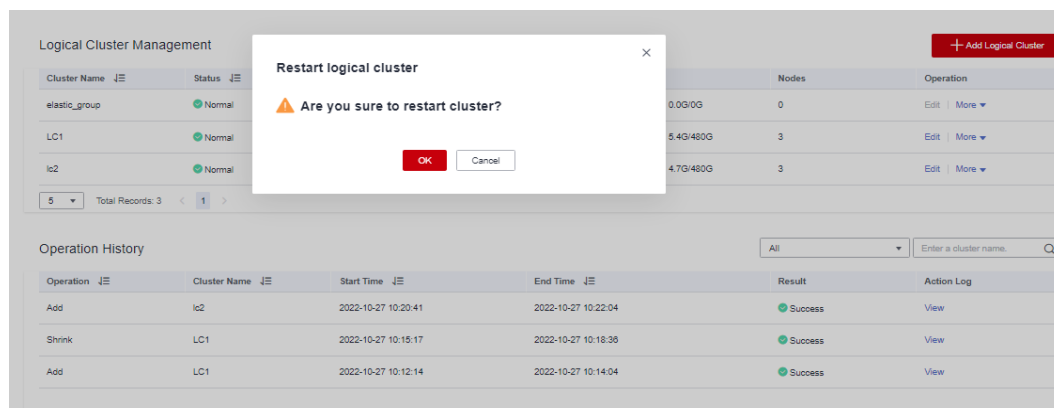 Logical Cluster Management
+ Add Logical Cluster
Restart logical cluster
Are you sure to restart cluster?
OK Cancel
Cluster Name Status Nodes Operation
elastic_group Normal 0.0G/0G 0 Edit More
LC1 Normal 5.4G/480G 3 Edit More
lc2 Normal 4.7G/480G 3 Edit More
5 Total Records: 3 < 1 >
Operation History All Enter a cluster name.
Operation Cluster Name Start Time End Time Result Action Log
Add lc2 2022-10-27 10:20:41 2022-10-27 10:22:04 Success View
Shrink LC1 2022-10-27 10:15:17 2022-10-27 10:18:36 Success View
Add LC1 2022-10-27 10:12:14 2022-10-27 10:14:04 Success View